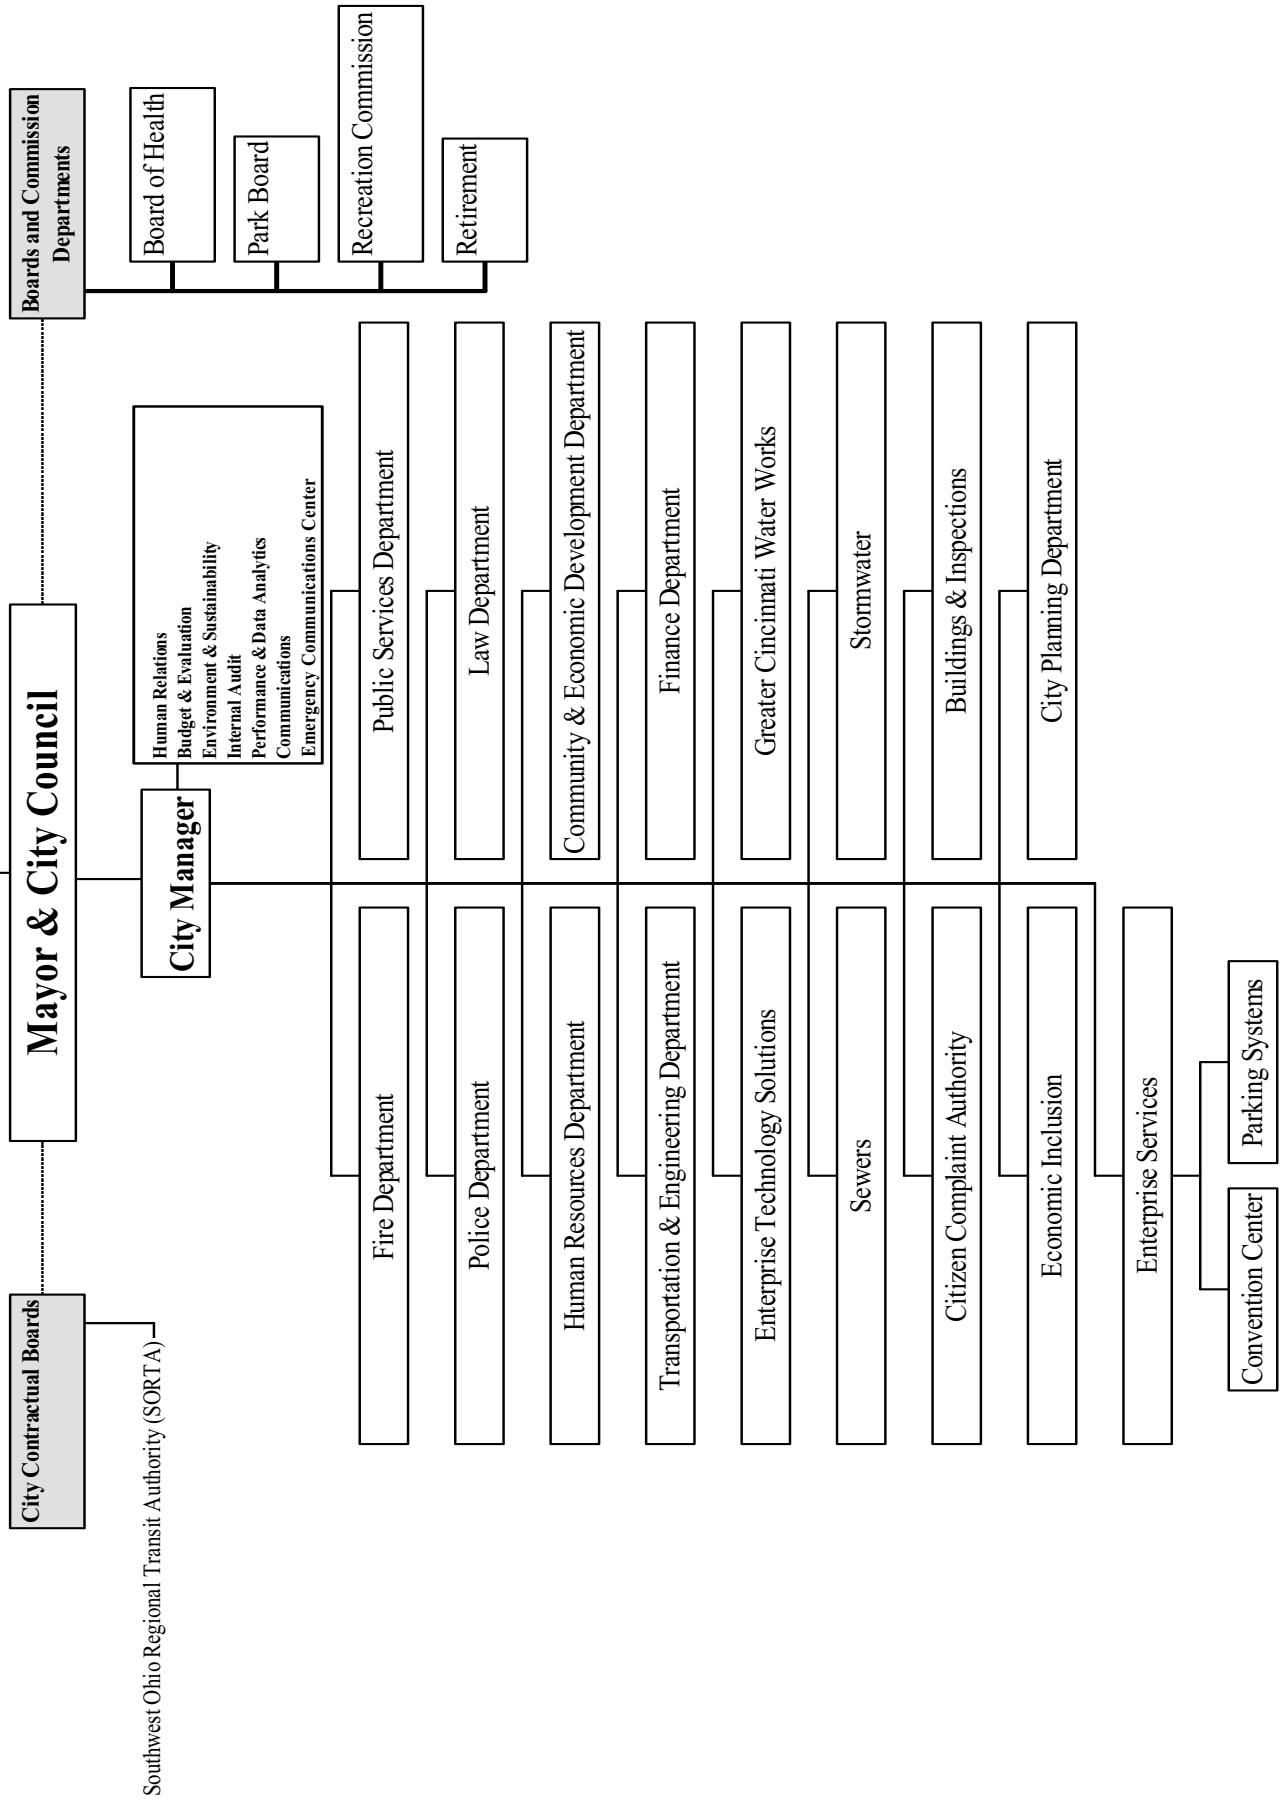 Mayor & City Council
City Contractual Boards
Southwest Ohio Regional Transit Authority (SORTA)
Boards and Commission
Departments
Board of Health
Park Board
Recreation Commission
Retirement
City Manager
Human Relations
Budget & Evaluation
Environment & Sustainability
Internal Audit
Performance & Data Analytics
Communications
Emergency Communications Center
Fire Department
Public Services Department
Police Department
Law Department
Human Resources Department
Community & Economic Development Department
Transportation & Engineering Department
Finance Department
Enterprise Technology Solutions
Greater Cincinnati Water Works
Sewers
Stormwater
Citizen Complaint Authority
Buildings & Inspections
Economic Inclusion
City Planning Department
Enterprise Services
Convention Center
Parking Systems